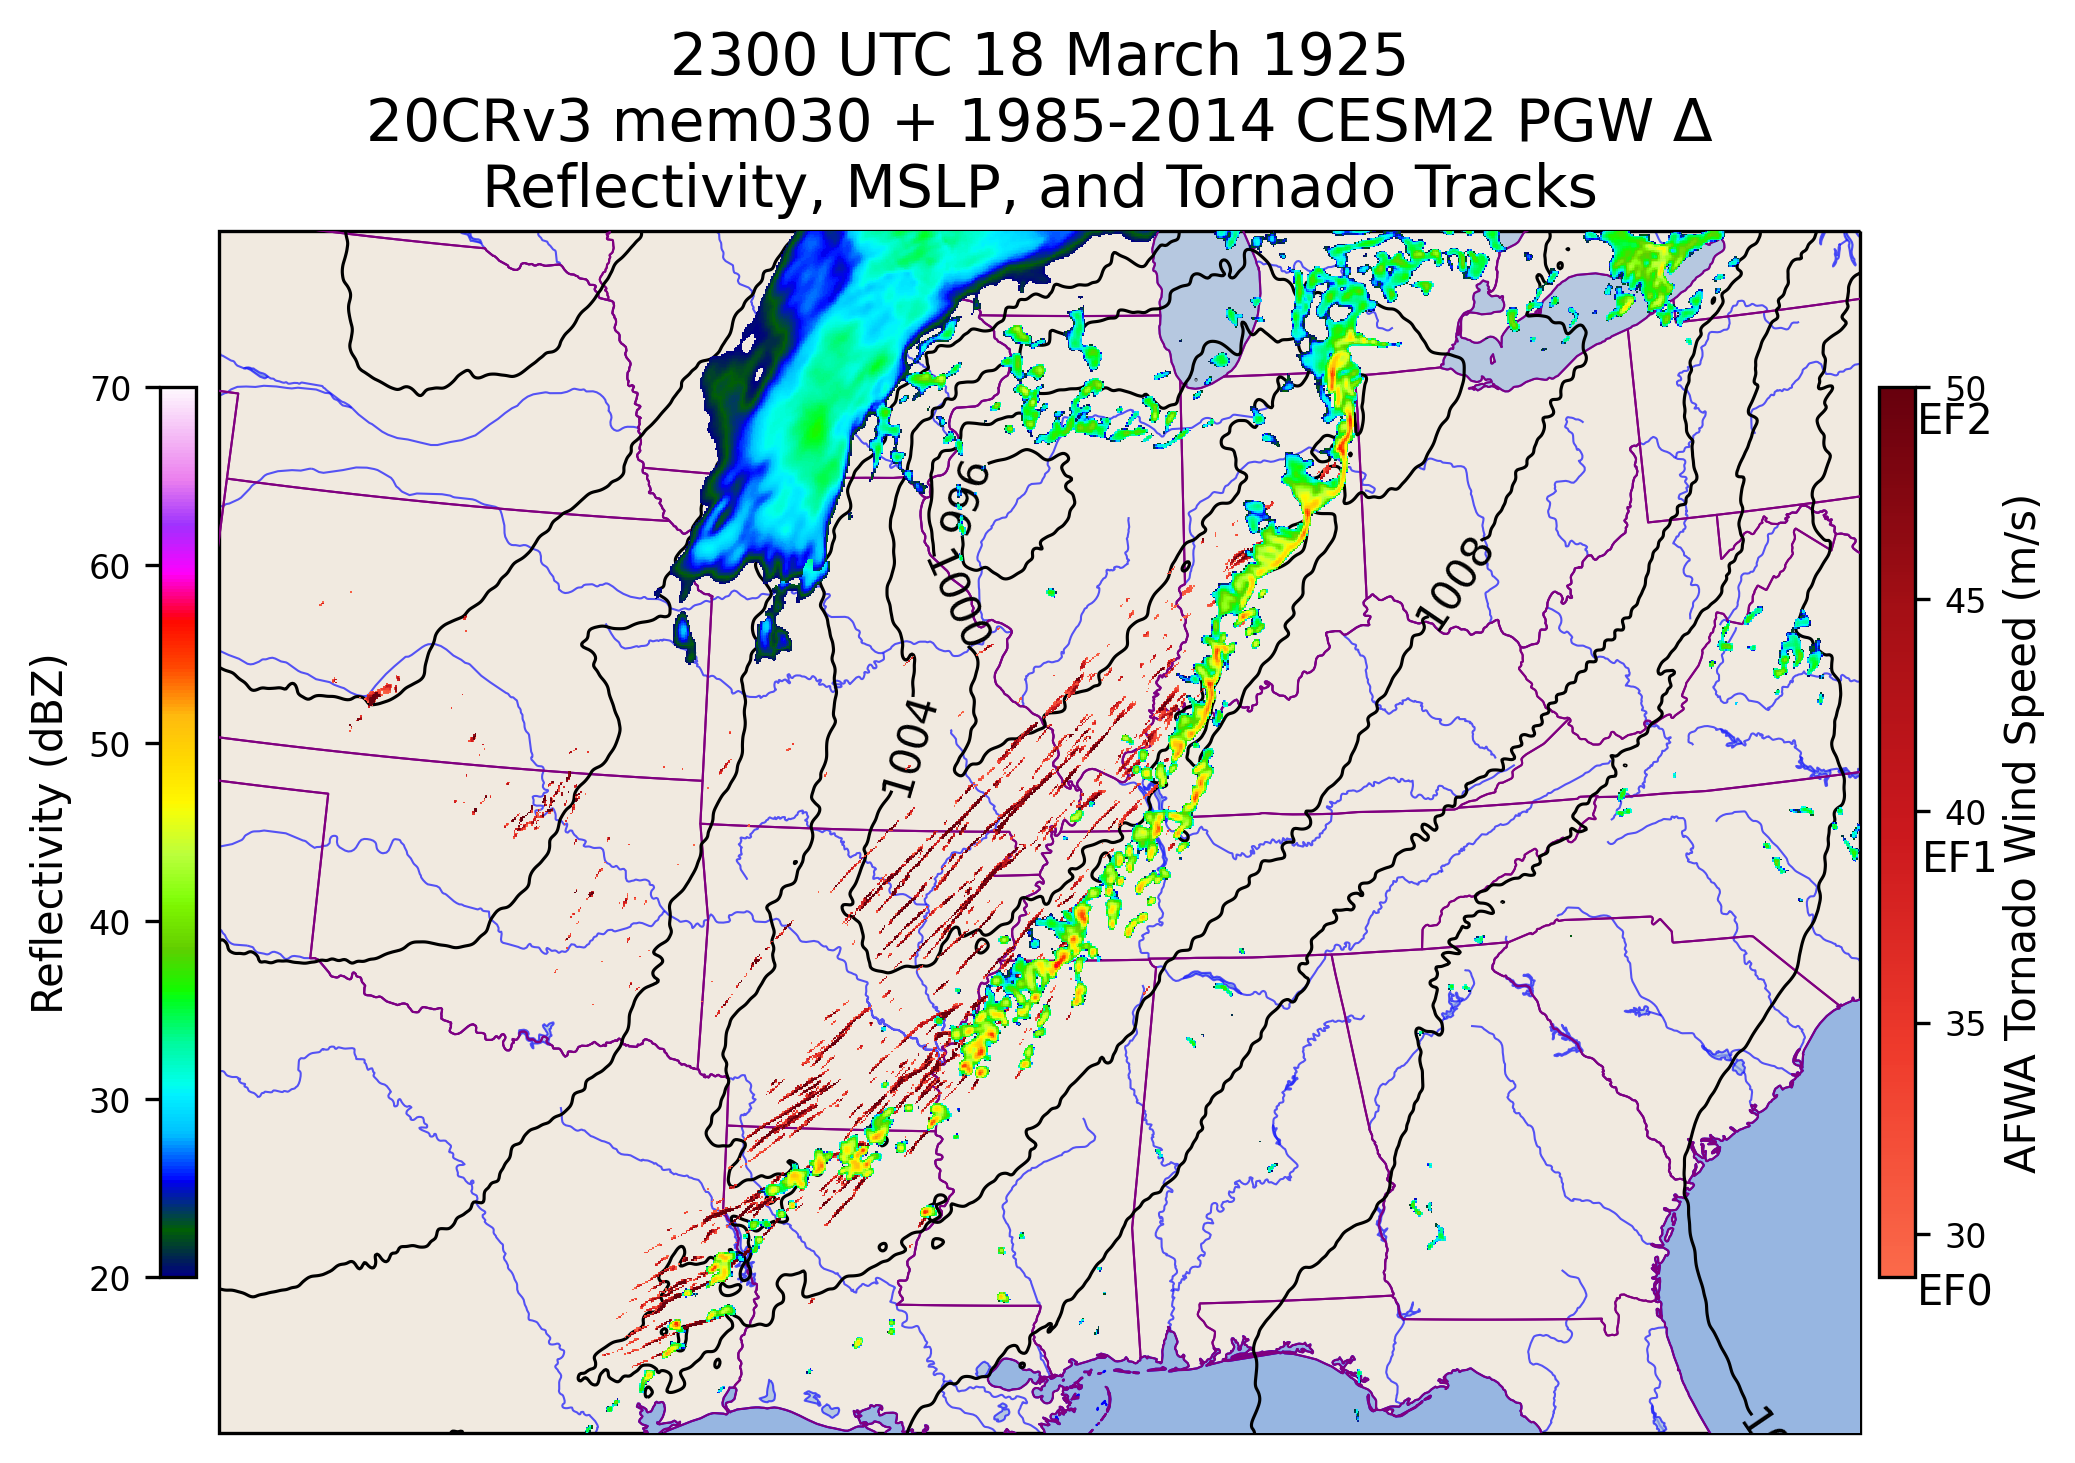 2300 UTC 18 March 1925
20CRv3 mem030 + 1985-2014 CESM2 PGW Δ
Reflectivity, MSLP, and Tornado Tracks
Reflectivity (dBZ)
70
60
50
40
30
20
996
1000
1004
1008
50
EF2
45
40
EF1
35
30
EF0
AFWA Tornado Wind Speed (m/s)